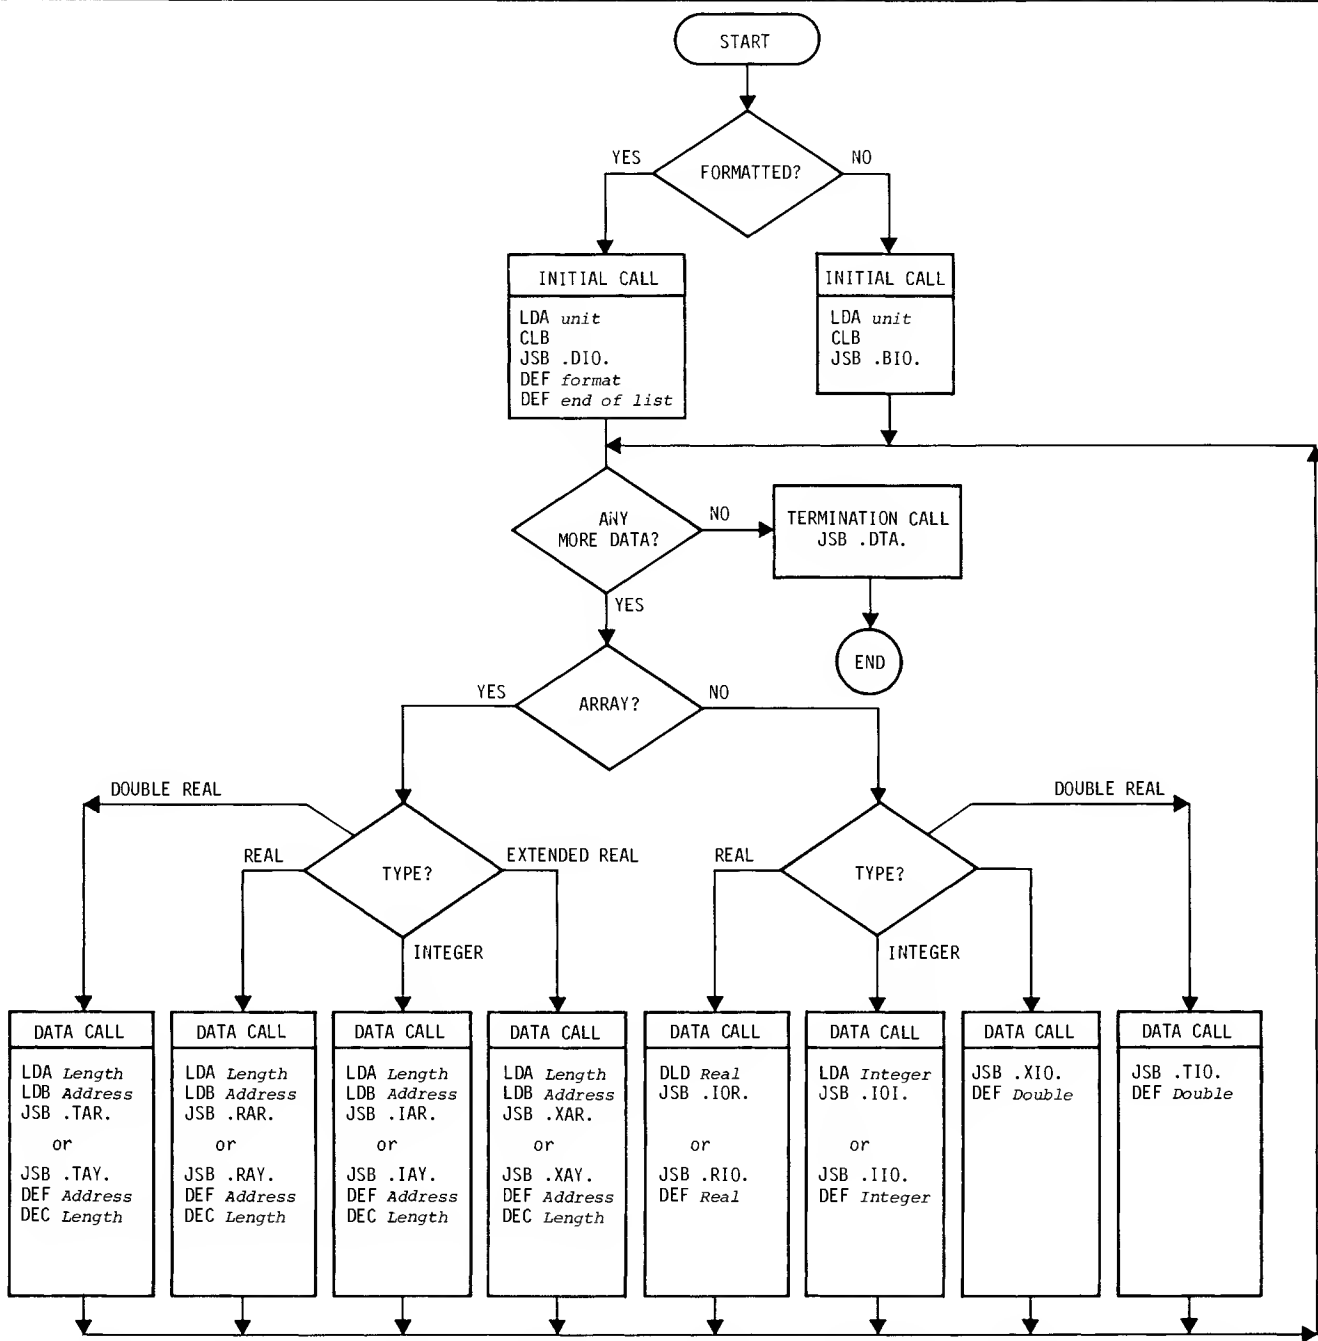 START
FORMATTED?
YES
NO
INITIAL CALL
LDA unit
CLB
JSB .DIO.
DEF format
DEF end of list
INITIAL CALL
LDA unit
CLB
JSB .BIO.
ANY
MORE DATA?
NO
YES
TERMINATION CALL
JSB .DTA.
END
ARRAY?
YES
NO
DOUBLE REAL
REAL
TYPE?
EXTENDED REAL
INTEGER
REAL
TYPE?
INTEGER
DOUBLE REAL
DATA CALL
LDA Length
LDB Address
JSB .TAR.
or
JSB .TAY.
DEF Address
DEC Length
DATA CALL
LDA Length
LDB Address
JSB .RAR.
or
JSB .RAY.
DEF Address
DEC Length
DATA CALL
LDA Length
LDB Address
JSB .IAR.
or
JSB .IAY.
DEF Address
DEC Length
DATA CALL
LDA Length
LDB Address
JSB .XAR.
or
JSB .XAY.
DEF Address
DEC Length
DATA CALL
DLD Real
JSB .IOR.
or
JSB .RIO.
DEF Real
DATA CALL
LDA Integer
JSB .IOI.
or
JSB .IIO.
DEF Integer
DATA CALL
JSB .XIO.
DEF Double
DATA CALL
JSB .TIO.
DEF Double